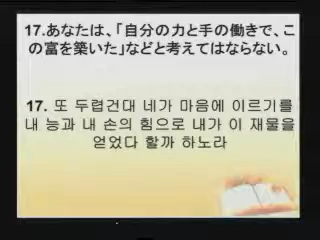 17.あなたは、「自分の力と手の働きで、こ
の富を築いた」などと考えてはならない。
17. 또 두렵건대 네가 마음에 이르기를
내 능과 내 손의 힘으로 내가 이 재물을
얻었다 할까 하노라